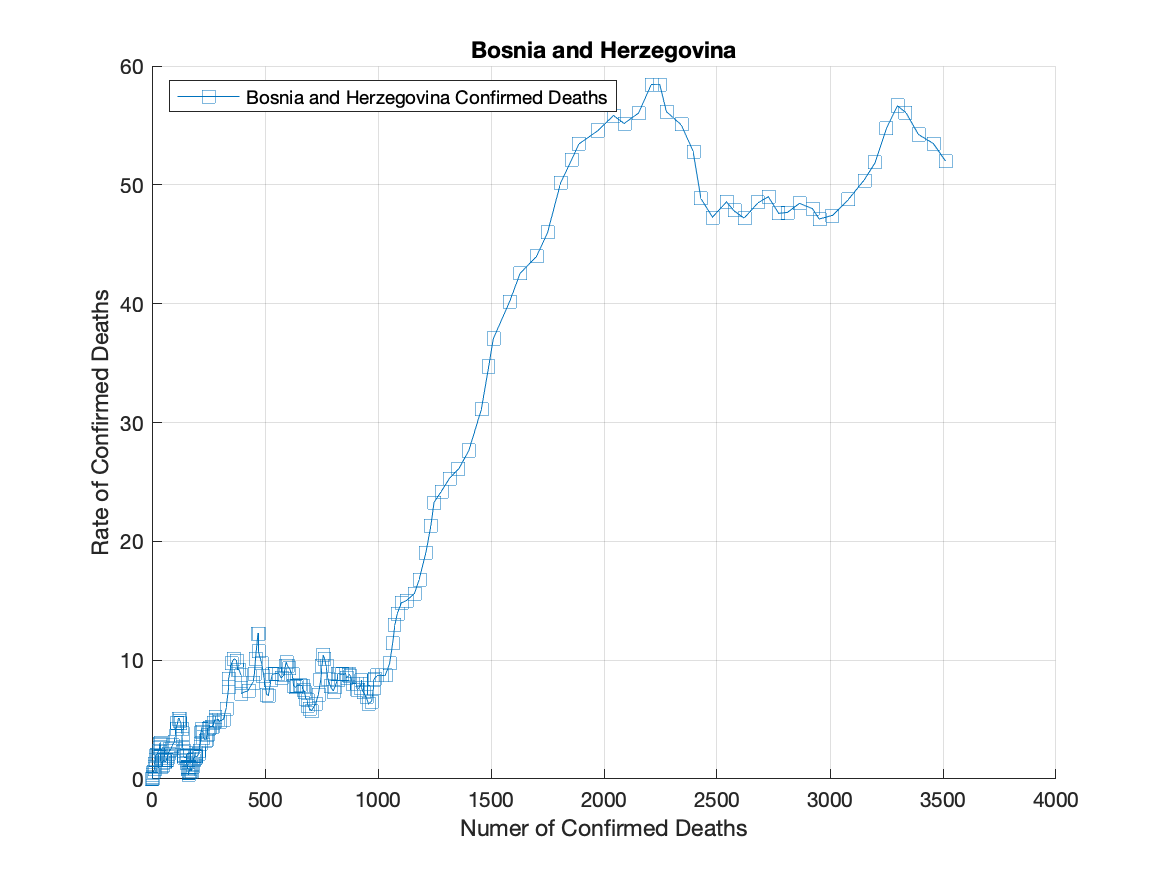 Bosnia and Herzegovina
Bosnia and Herzegovina Confirmed Deaths
Rate of Confirmed Deaths
60
50
40
30
20
10
0
0 500 1000 1500 2000 2500 3000 3500 4000
Numer of Confirmed Deaths